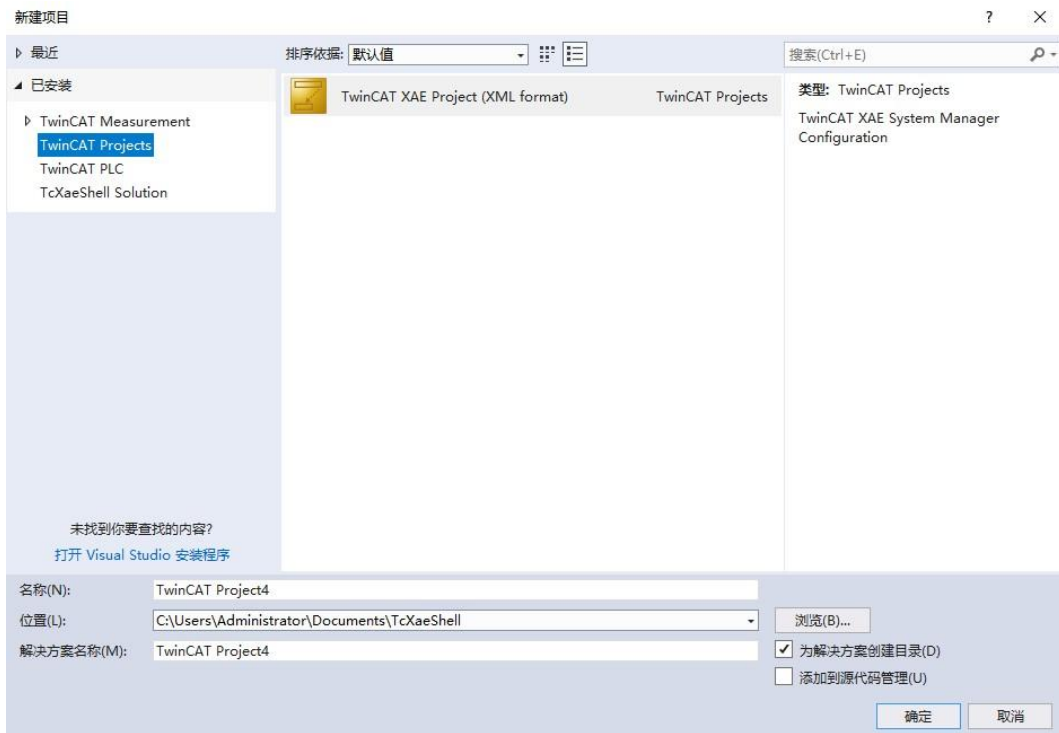 新建项目
?
最近
排序依据: 默认值
搜索(Ctrl+E)
已安装
TwinCAT Measurement
TwinCAT Projects
TwinCAT PLC
TcXaeShell Solution
TwinCAT XAE Project (XML format)
TwinCAT Projects
类型: TwinCAT Projects
TwinCAT XAE System Manager
Configuration
未找到你要查找的内容?
打开 Visual Studio 安装程序
名称(N): TwinCAT Project4
位置(L): C:\Users\Administrator\Documents\TcXaeShell
浏览(B)...
解决方案名称(M): TwinCAT Project4
为解决方案创建目录(D)
添加到源代码管理(U)
确定
取消